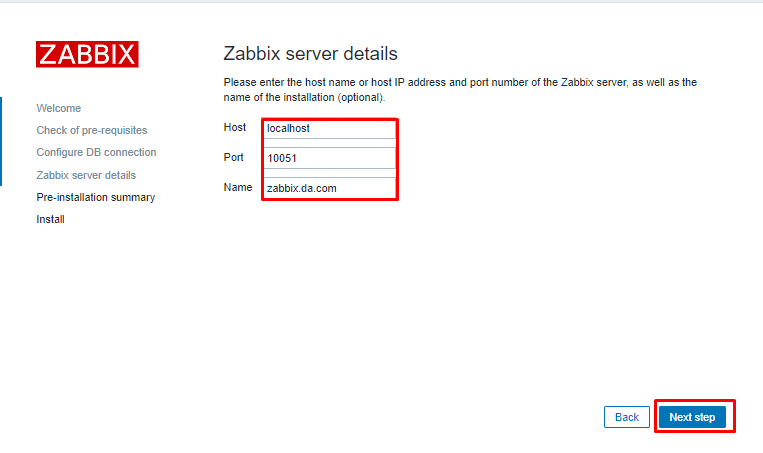 ZABBIX
Welcome
Check of pre-requisites
Configure DB connection
Zabbix server details
Pre-installation summary
Install
Zabbix server details
Please enter the host name or host IP address and port number of the Zabbix server, as well as the
name of the installation (optional).
Host localhost
Port 10051
Name zabbix.da.com
Back Next step